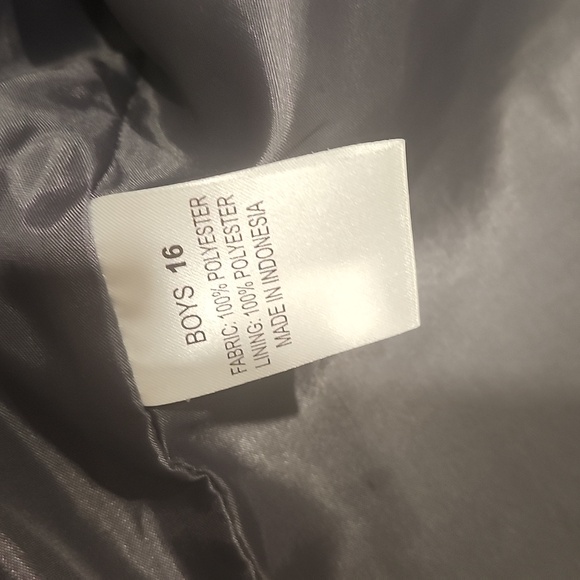 BOYS 16
FABRIC: 100% POLYESTER
LINING: 100% POLYESTER
MADE IN INDONESIA